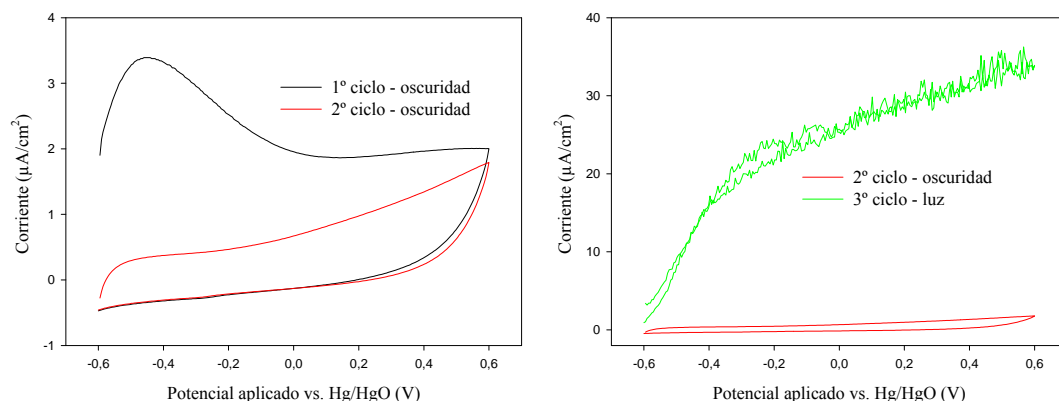 4
3
2
1
0
-1
Corriente (µA/cm²)
1º ciclo - oscuridad
2º ciclo - oscuridad
-0,6 -0,4 -0,2 0,0 0,2 0,4 0,6
Potencial aplicado vs. Hg/HgO (V)
40
30
20
10
0
Corriente (µA/cm²)
2º ciclo - oscuridad
3º ciclo - luz
-0,6 -0,4 -0,2 0,0 0,2 0,4 0,6
Potencial aplicado vs. Hg/HgO (V)